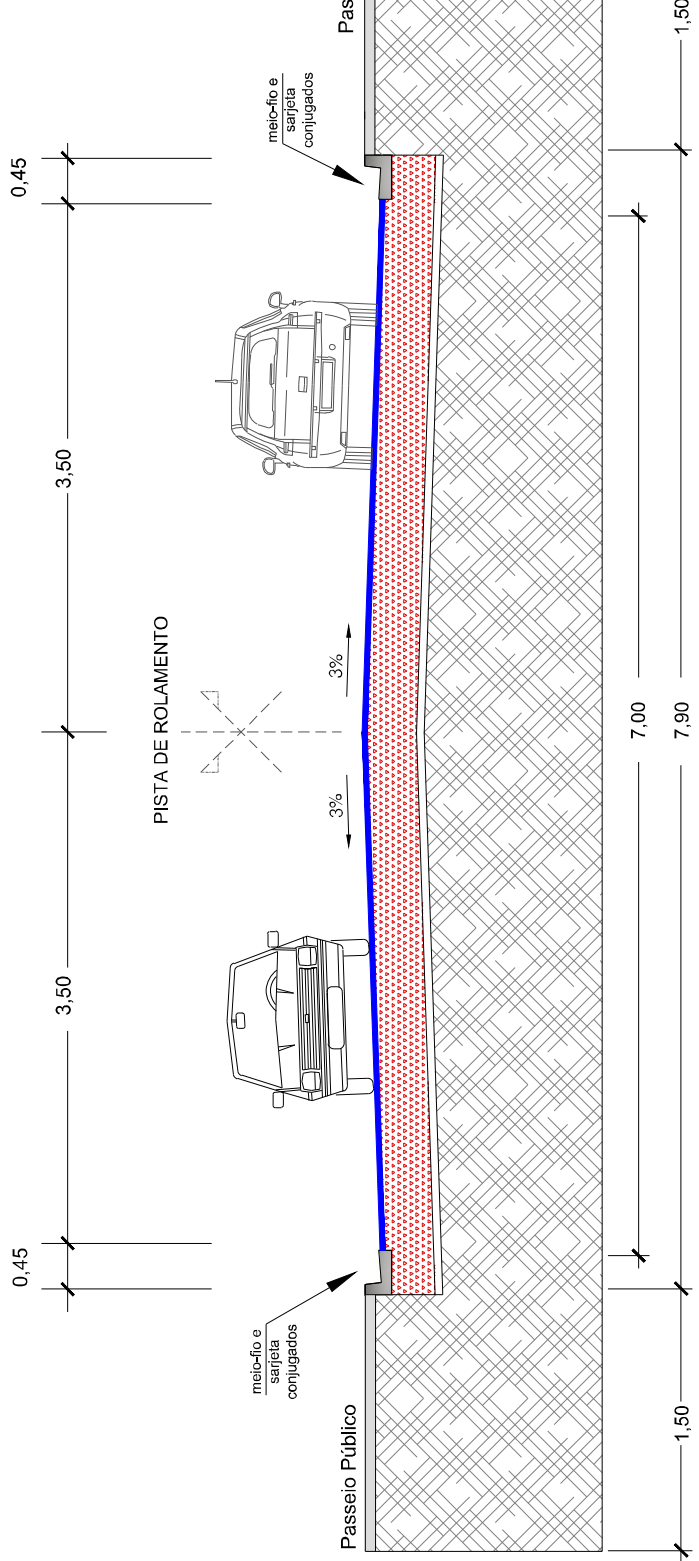 0,45
3,50
3,50
0,45
PISTA DE ROLAMENTO
3%
3%
meio-fio e
sarjeta
conjugados
meio-fio e
sarjeta
conjugados
Passeio Público
Pas
7,00
1,50
7,90
1,50